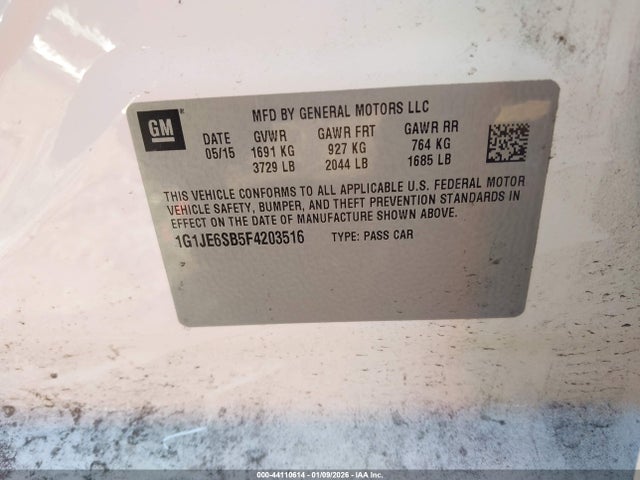 GM
MFD BY GENERAL MOTORS LLC
DATE GVWR GAWR FRT GAWR RR
05/15 1691 KG 927 KG 764 KG
3729 LB 2044 LB 1685 LB
THIS VEHICLE CONFORMS TO ALL APPLICABLE U.S. FEDERAL MOTOR
VEHICLE SAFETY, BUMPER, AND THEFT PREVENTION STANDARDS IN
EFFECT ON THE DATE OF MANUFACTURE SHOWN ABOVE.
1G1JE6SB5F4203516 TYPE: PASS CAR
000-44110614 - 01/09/2026 - IAA Inc.